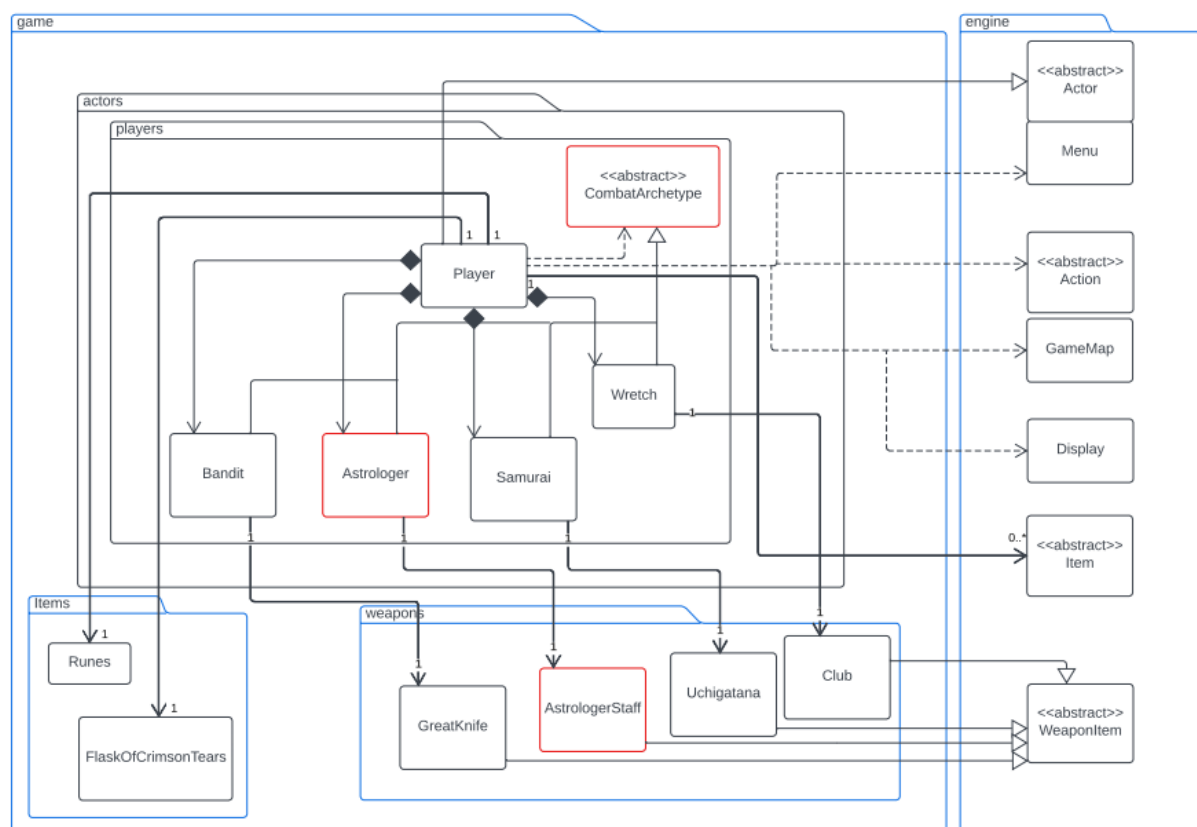 game
engine
<<abstract>>
Actor
actors
players
Menu
<<abstract>>
CombatArchetype
1
1
Player
1
<<abstract>>
Action
GameMap
Wretch
1
Display
Bandit
Astrologer
Samurai
1
1
1
0..*
<<abstract>>
Item
Items
weapons
1
1
Runes
1
1
1
Club
Uchigatana
AstrologerStaff
GreatKnife
1
FlaskOfCrimsonTears
<<abstract>>
WeaponItem